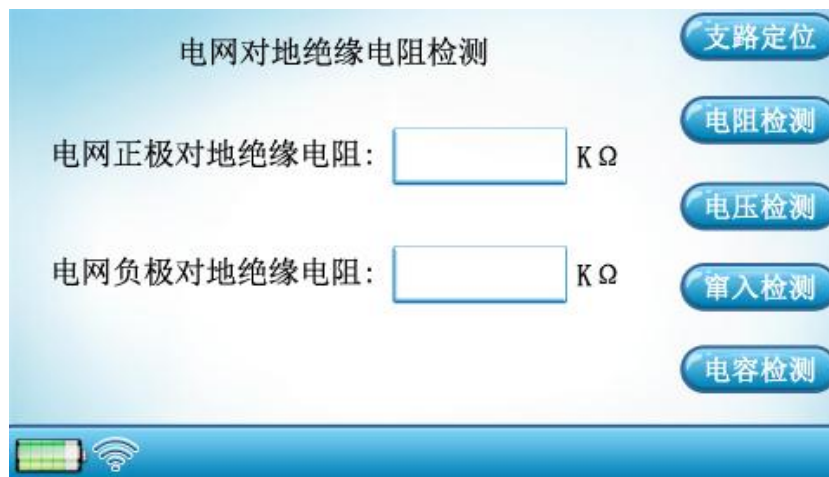 电网对地绝缘电阻检测
电网正极对地绝缘电阻： KΩ
电网负极对地绝缘电阻： KΩ
支路定位
电阻检测
电压检测
窜入检测
电容检测